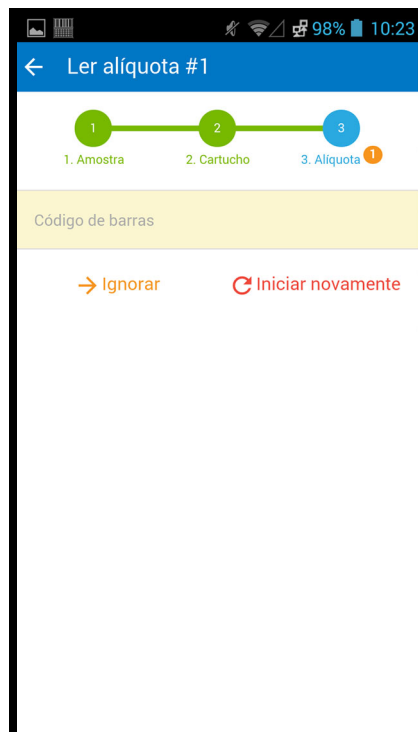 98% 10:23
Ler alíquota #1
1 2 3
1. Amostra 2. Cartucho 3. Alíquota 1
Código de barras
Ignorar Iniciar novamente